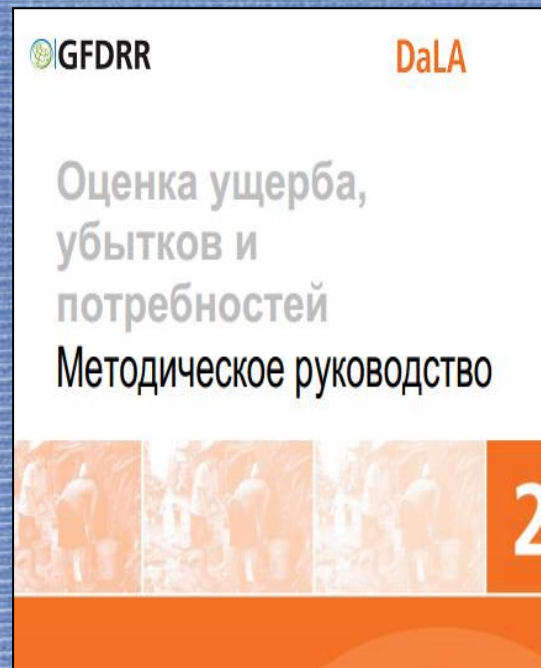 GFDRR
DaLA
Оценка ущерба,
убытков и
потребностей
Методическое руководство
2